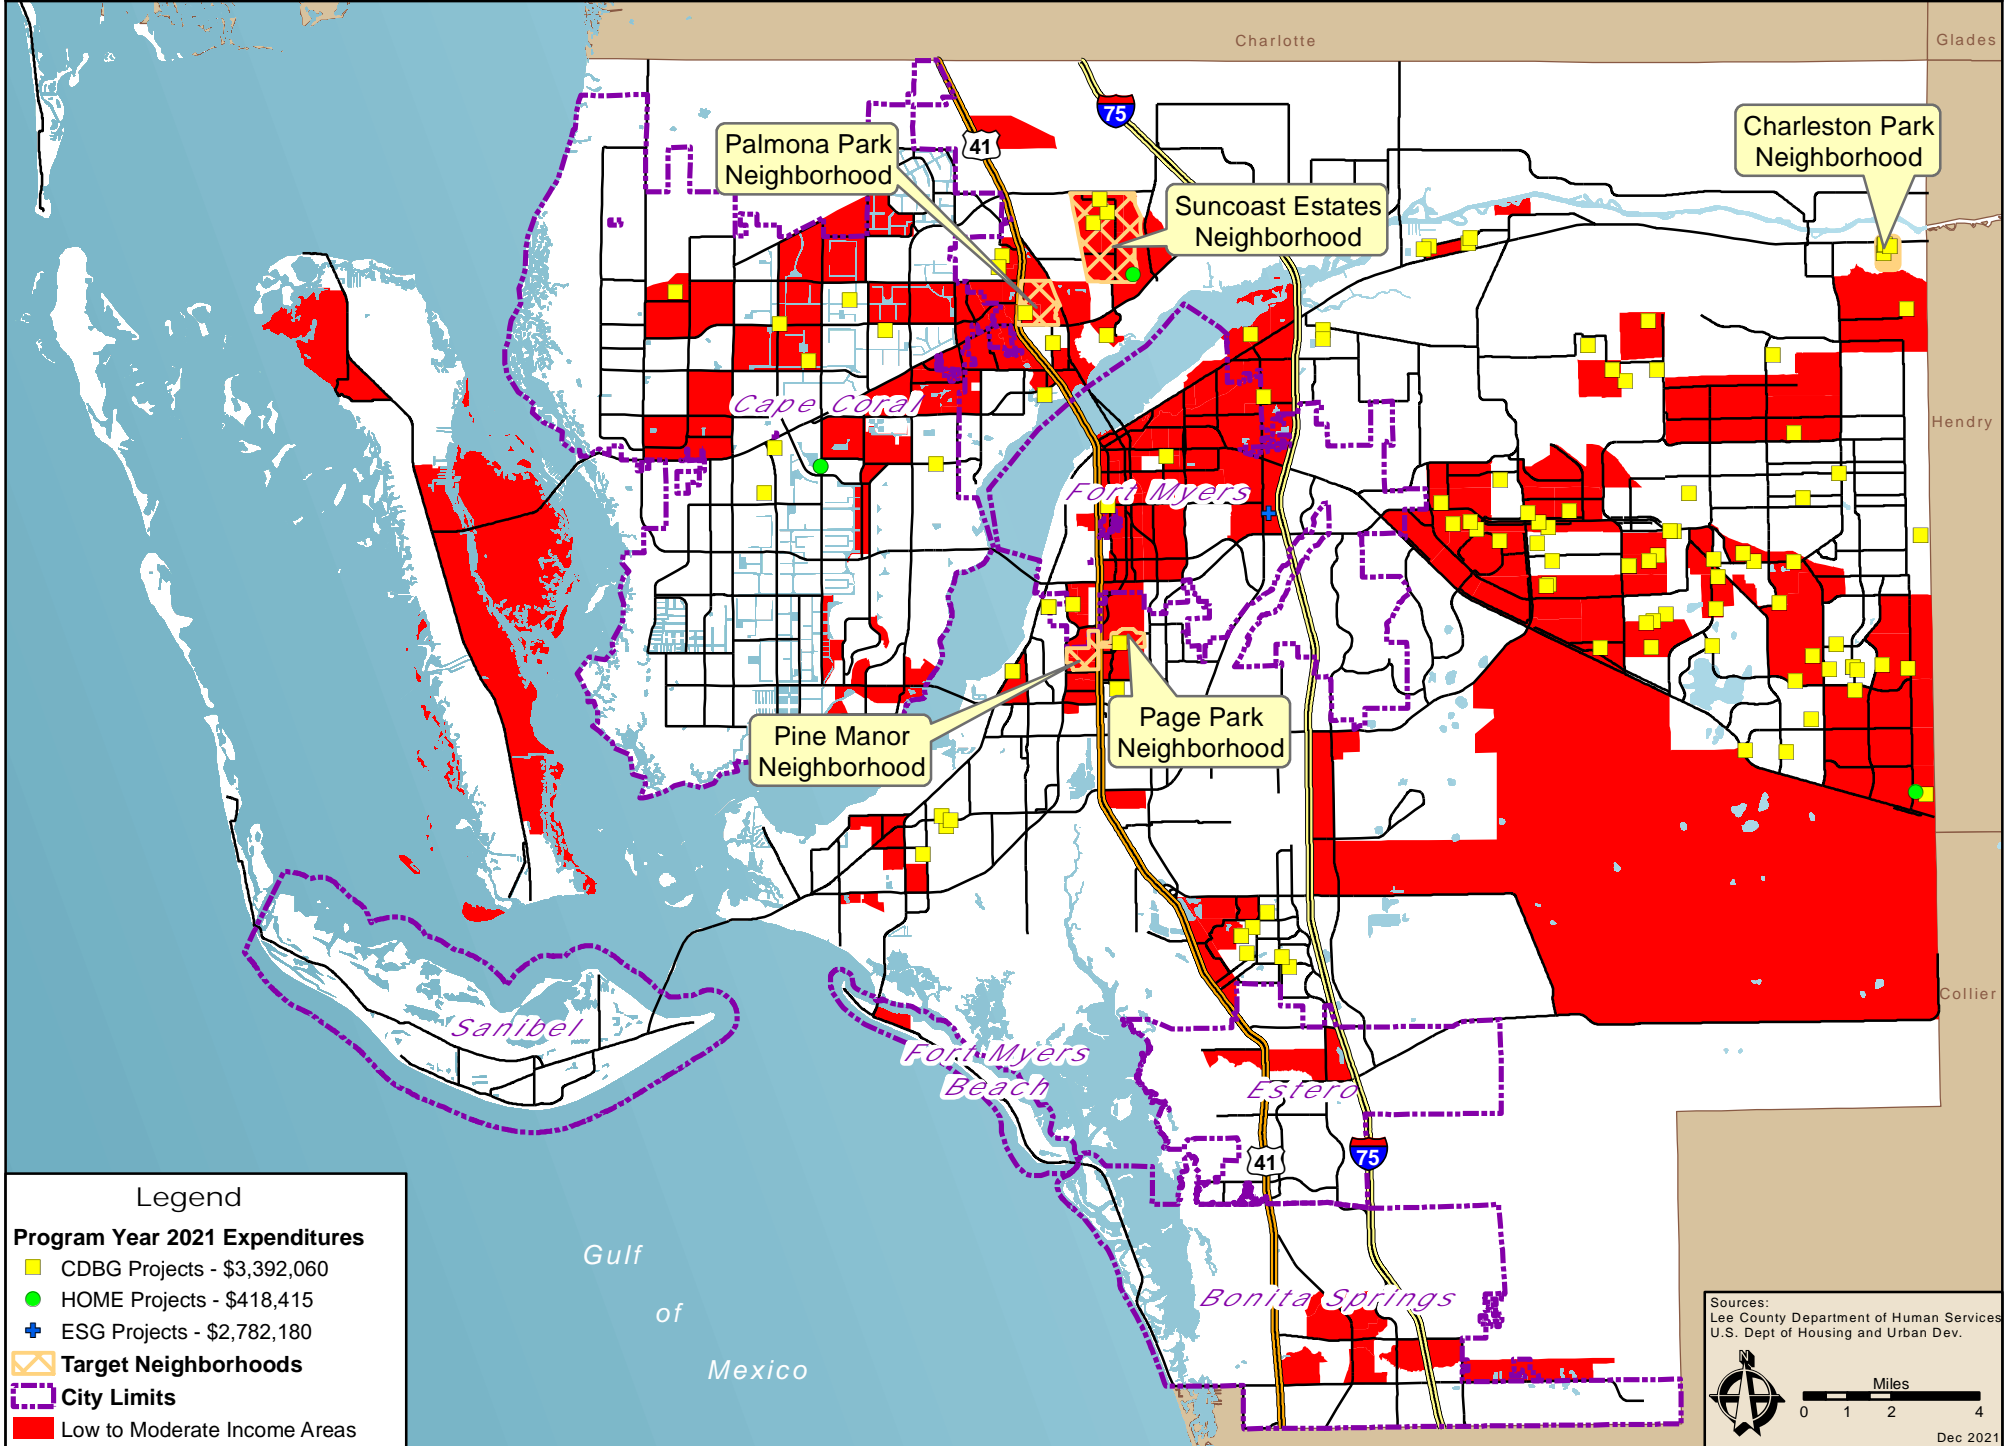 Charlotte
Glades
75
41
Palmona Park
Neighborhood
Charleston Park
Neighborhood
Suncoast Estates
Neighborhood
Cape Coral
Hendry
Fort Myers
Pine Manor
Neighborhood
Page Park
Neighborhood
Collier
Sanibel
Fort Myers
Beach
Estero
41
75
Bonita Springs
Gulf
of
Mexico
Legend
Program Year 2021 Expenditures
CDBG Projects - $3,392,060
HOME Projects - $418,415
ESG Projects - $2,782,180
Target Neighborhoods
City Limits
Low to Moderate Income Areas
Sources:
Lee County Department of Human Services
U.S. Dept of Housing and Urban Dev.
N
Miles
0 1 2 4
Dec 2021